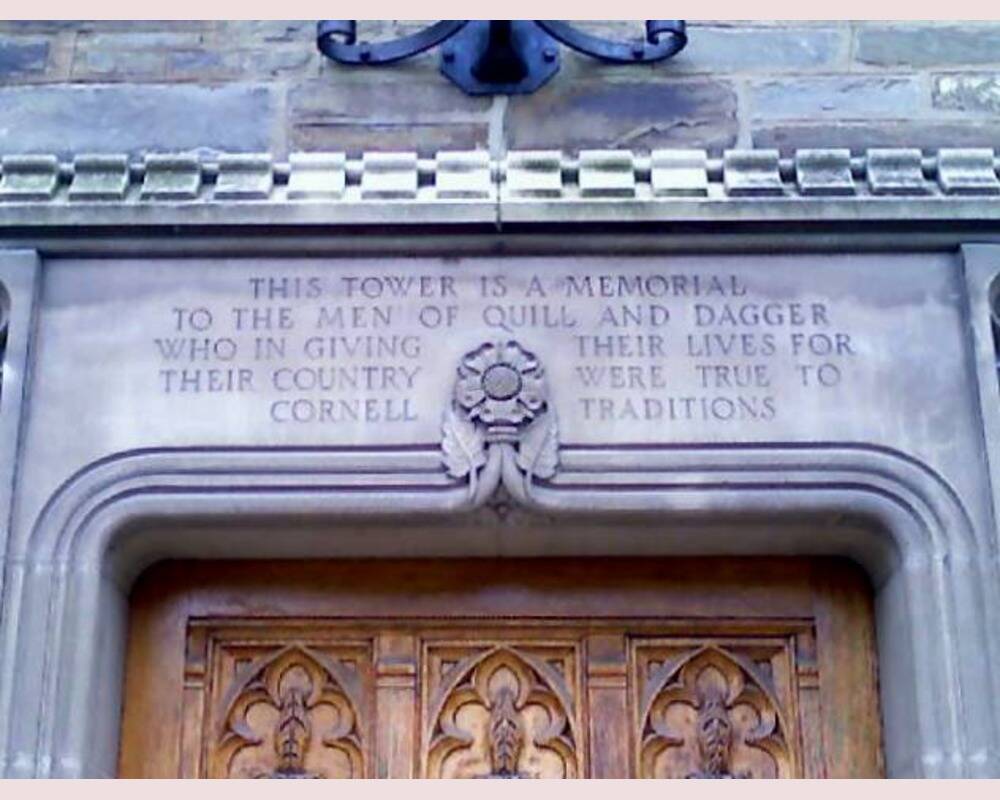 THIS TOWER IS A MEMORIAL
TO THE MEN OF QUILL AND DAGGER
WHO IN GIVING THEIR LIVES FOR
THEIR COUNTRY WERE TRUE TO
CORNELL TRADITIONS